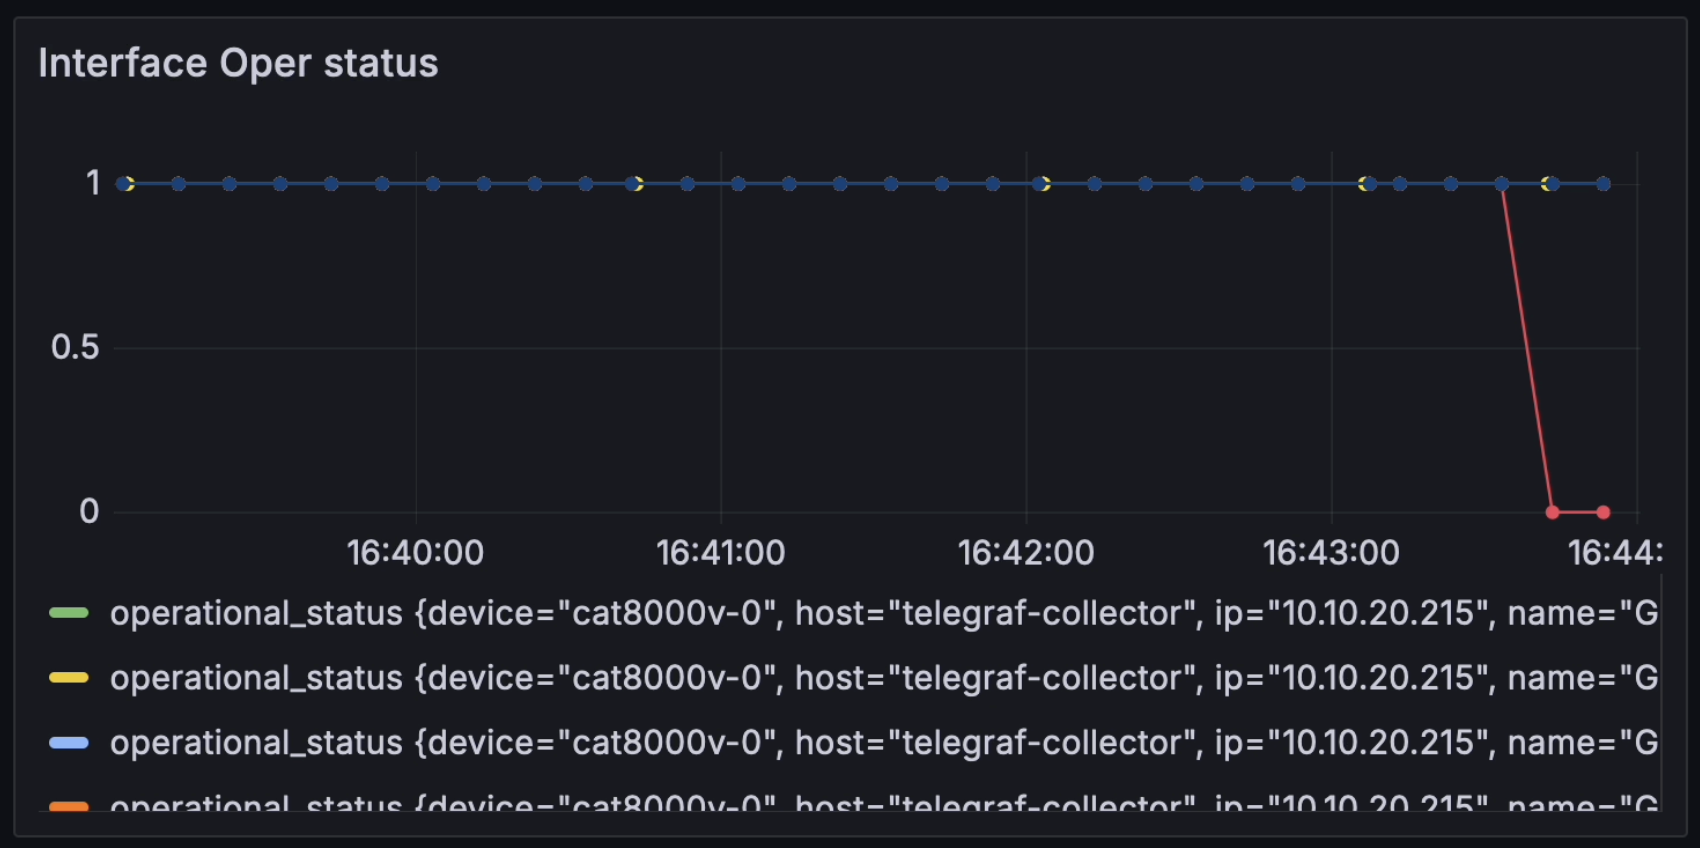 Interface Oper status
1
0.5
0
16:40:00 16:41:00 16:42:00 16:43:00 16:44:
operational_status {device="cat8000v-0", host="telegraf-collector", ip="10.10.20.215", name="G
operational_status {device="cat8000v-0", host="telegraf-collector", ip="10.10.20.215", name="G
operational_status {device="cat8000v-0", host="telegraf-collector", ip="10.10.20.215", name="G
operational_status {device="cat8000v-0", host="telegraf-collector", ip="10.10.20.215", name="G